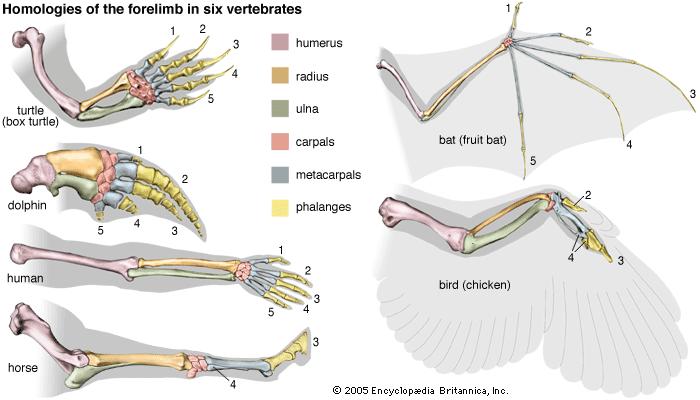 Homologies of the forelimb in six vertebrates
1
2
3
4
5
turtle
(box turtle)
humerus
radius
ulna
carpals
metacarpals
phalanges
1
2
3
4
5
bat (fruit bat)
1
2
3
4
5
dolphin
2
3
4
bird (chicken)
1
2
3
4
5
human
3
4
horse
© 2005 Encyclopædia Britannica, Inc.